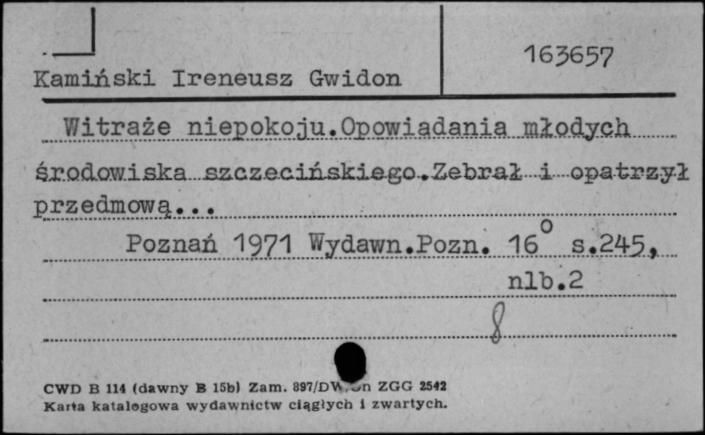 163657
Kamiński Ireneusz Gwidon
Witraże niepokoju.Opowiadania młodych
środowiska szczecińskiego.Zebrał i opatrzył
przedmową...
Poznań 1971 Wydawn.Pozn. 16° s.245,
nlb.2
8
CWD B 114 (dawny B 15b) Zam. 897/DW. ZGG 2542
Karta katalogowa wydawnictw ciągłych i zwartych.